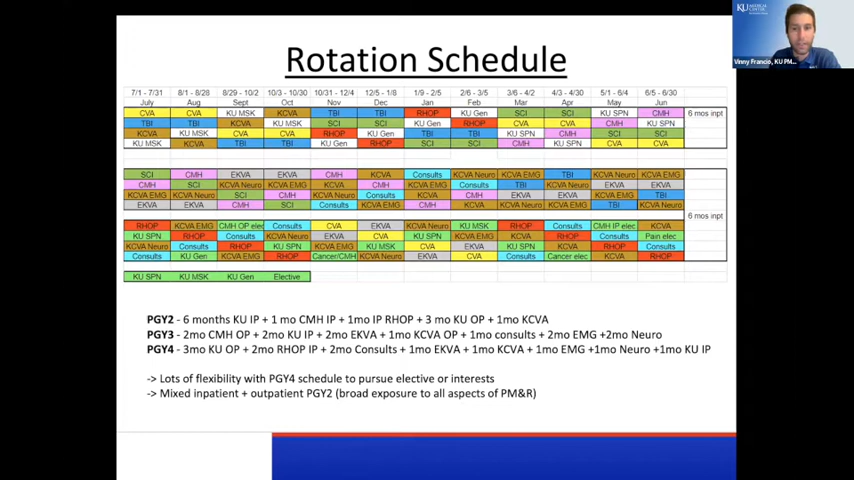 KU MEDICAL CENTER
Vinny Francio, KU PM...
Rotation Schedule
7/1 - 7/31 8/1 - 8/28 8/29 - 10/2 10/3 - 10/30 10/31 - 12/4 12/5 - 1/8 1/9 - 2/5 2/6 - 3/5 3/6 - 4/2 4/3 - 4/30 5/1 - 6/4 6/5 - 6/30
July Aug Sept Oct Nov Dec Jan Feb Mar Apr May Jun
CVA CVA KU MSK KCVA TBI TBI RHOP KU Gen SCI SCI KU SPN CMH 6 mos inpt
TBI TBI KCVA KU MSK SCI SCI KU Gen RHOP CVA CVA CMH KU SPN
KCVA KU MSK CVA CVA RHOP KU Gen TBI TBI KU SPN CMH SCI SCI
KU MSK KCVA TBI TBI KU Gen RHOP SCI SCI CMH KU SPN CVA CVA
SCI CMH EKVA EKVA CMH KCVA Consults KCVA Neuro KCVA EMG TBI KCVA Neuro KCVA EMG
CMH SCI KCVA Neuro KCVA EMG KCVA CMH KCVA EMG Consults TBI KCVA Neuro EKVA EKVA
KCVA EMG KCVA Neuro SCI CMH KCVA Neuro Consults KCVA CMH EKVA EKVA KCVA EMG TBI
EKVA EKVA CMH SCI Consults KCVA EMG CMH KCVA KCVA Neuro KCVA EMG TBI KCVA Neuro
6 mos inpt
RHOP KCVA EMG CMH OP elec Consults CVA EKVA KCVA Neuro KU MSK RHOP Consults CMH IP elec KCVA
KU SPN RHOP Consults KCVA Neuro EKVA CVA KU SPN KCVA EMG KCVA RHOP Consults Pain elec
KCVA Neuro Consults RHOP KU SPN KCVA EMG KU MSK CVA EKVA KU SPN KCVA RHOP Consults
Consults KU Gen KCVA EMG RHOP Cancer/CMH KCVA Neuro EKVA CVA Consults Cancer elec KCVA RHOP
KU SPN KU MSK KU Gen Elective
PGY2 - 6 months KU IP + 1 mo CMH IP + 1mo IP RHOP + 3 mo KU OP + 1mo KCVA
PGY3 - 2mo CMH OP + 2mo KU IP + 2mo EKVA + 1mo KCVA OP + 1mo consults + 2mo EMG +2mo Neuro
PGY4 - 3mo KU OP + 2mo RHOP IP + 2mo Consults + 1mo EKVA + 1mo KCVA + 1mo EMG +1mo Neuro +1mo KU IP
-> Lots of flexibility with PGY4 schedule to pursue elective or interests
-> Mixed inpatient + outpatient PGY2 (broad exposure to all aspects of PM&R)